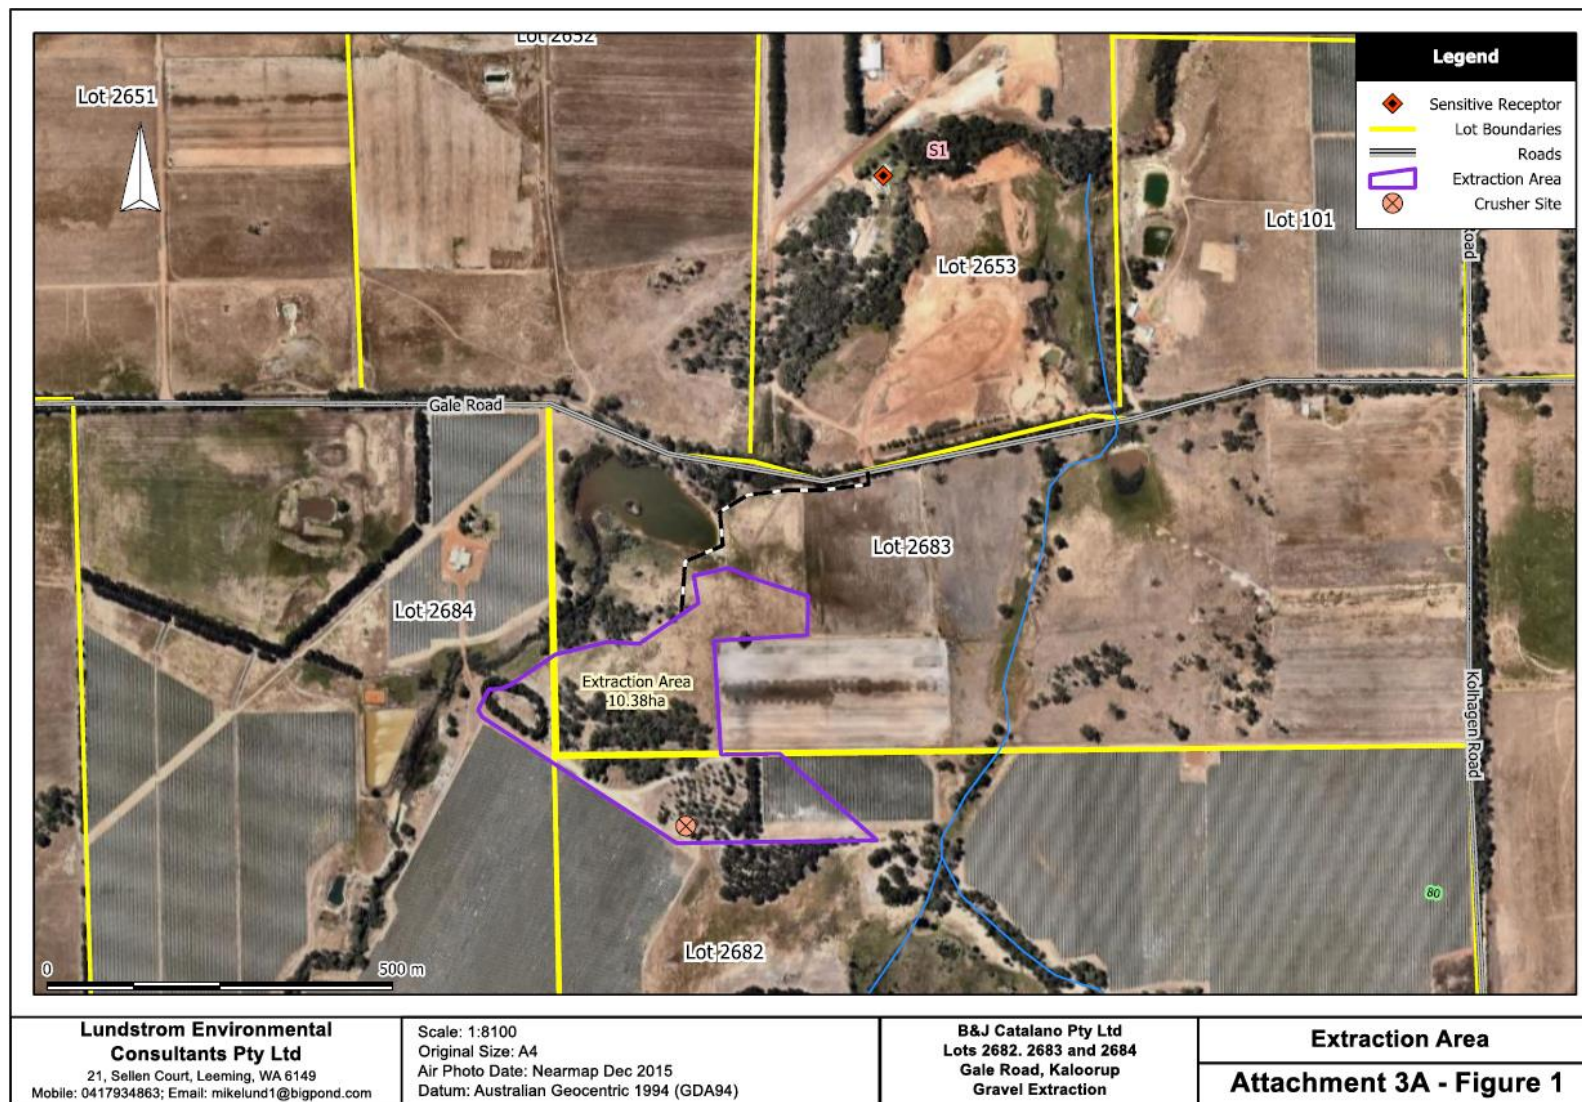 Lot 2652
Legend
Lot 2651
Sensitive Receptor
Lot Boundaries
Roads
Extraction Area
Crusher Site
S1
Lot 101
Road
Lot 2653
Gale Road
Lot 2683
Lot 2684
Extraction Area
10.38ha
Kolhagen Road
80
Lot 2682
0 500 m
Lundstrom Environmental
Consultants Pty Ltd
21, Sellen Court, Leeming, WA 6149
Mobile: 0417934863; Email: mikelund1@bigpond.com
Scale: 1:8100
Original Size: A4
Air Photo Date: Nearmap Dec 2015
Datum: Australian Geocentric 1994 (GDA94)
B&J Catalano Pty Ltd
Lots 2682. 2683 and 2684
Gale Road, Kaloorup
Gravel Extraction
Extraction Area
Attachment 3A - Figure 1